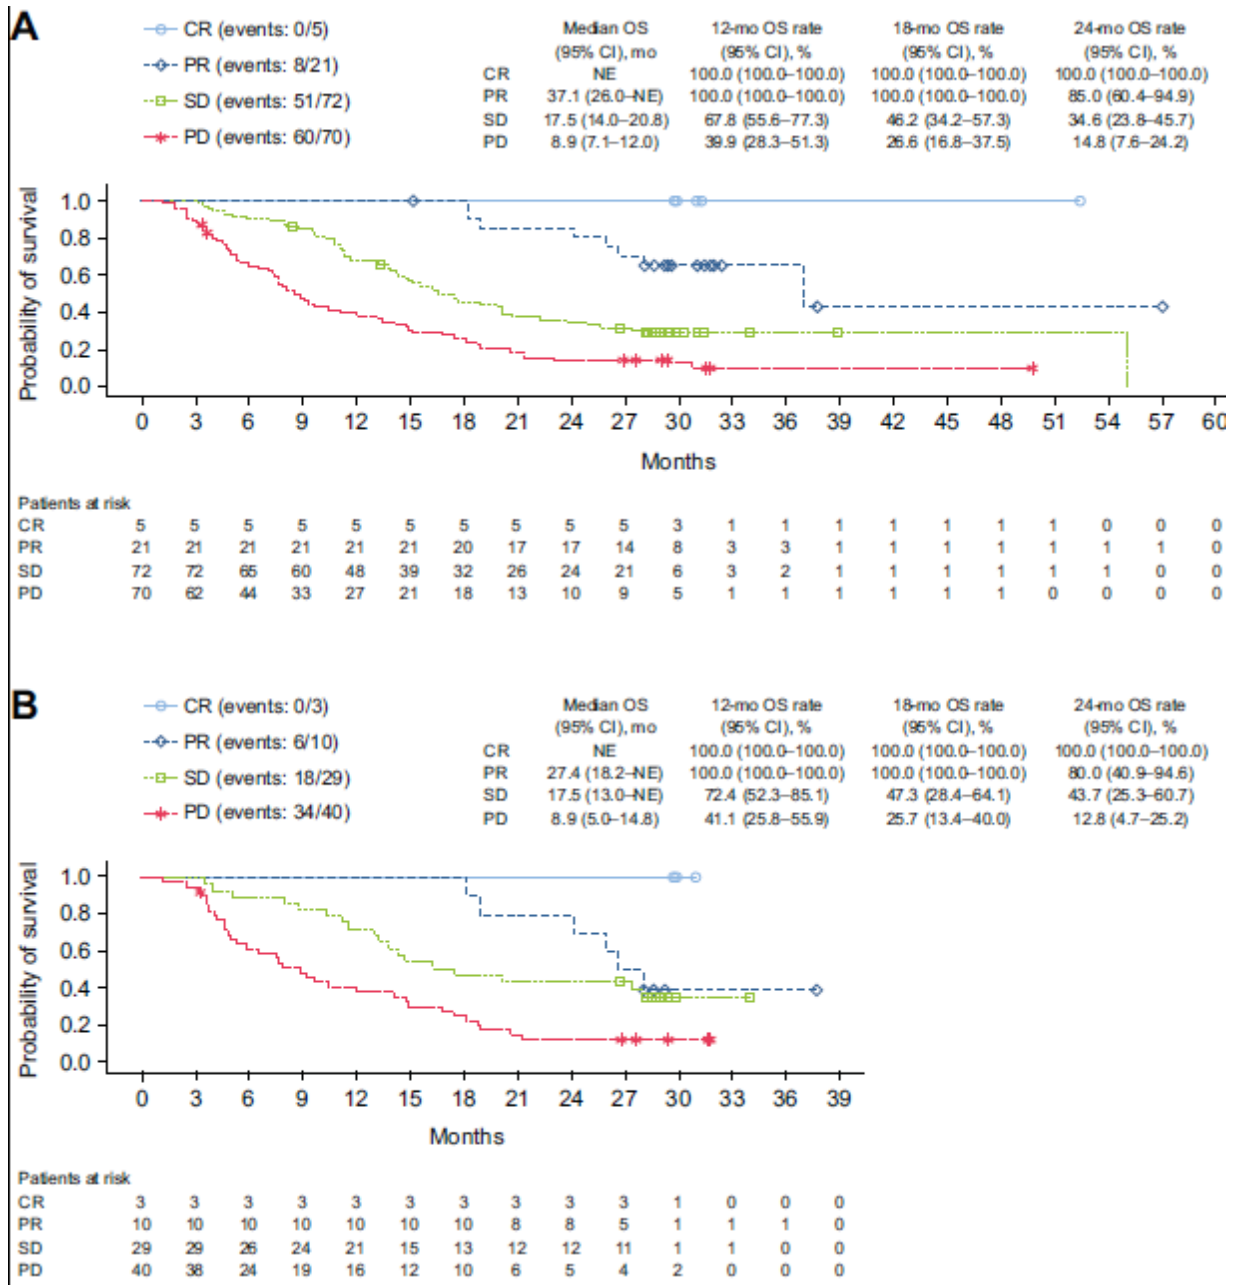 A
CR (events: 0/5)
PR (events: 8/21)
SD (events: 51/72)
PD (events: 60/70)
Median OS 12-mo OS rate 18-mo OS rate 24-mo OS rate
(95% CI), mo (95% CI), % (95% CI), % (95% CI), %
CR NE 100.0 (100.0–100.0) 100.0 (100.0–100.0) 100.0 (100.0–100.0)
PR 37.1 (26.0–NE) 100.0 (100.0–100.0) 100.0 (100.0–100.0) 85.0 (60.4–94.9)
SD 17.5 (14.0–20.8) 67.8 (55.6–77.3) 46.2 (34.2–57.3) 34.6 (23.8–45.7)
PD 8.9 (7.1–12.0) 39.9 (28.3–51.3) 26.6 (16.8–37.5) 14.8 (7.6–24.2)
Probability of survival
1.0
0.8
0.6
0.4
0.2
0.0
0 3 6 9 12 15 18 21 24 27 30 33 36 39 42 45 48 51 54 57 60
Months
Patients at risk
CR 5 5 5 5 5 5 5 5 5 5 3 1 1 1 1 1 1 1 0 0 0
PR 21 21 21 21 21 21 20 17 17 14 8 3 3 1 1 1 1 1 1 1 0
SD 72 72 65 60 48 39 32 26 24 21 6 3 2 1 1 1 1 1 1 0 0
PD 70 62 44 33 27 21 18 13 10 9 5 1 1 1 1 1 1 0 0 0 0
B
CR (events: 0/3)
PR (events: 6/10)
SD (events: 18/29)
PD (events: 34/40)
Median OS 12-mo OS rate 18-mo OS rate 24-mo OS rate
(95% CI), mo (95% CI), % (95% CI), % (95% CI), %
CR NE 100.0 (100.0–100.0) 100.0 (100.0–100.0) 100.0 (100.0–100.0)
PR 27.4 (18.2–NE) 100.0 (100.0–100.0) 100.0 (100.0–100.0) 80.0 (40.9–94.6)
SD 17.5 (13.0–NE) 72.4 (52.3–85.1) 47.3 (28.4–64.1) 43.7 (25.3–60.7)
PD 8.9 (5.0–14.8) 41.1 (25.8–55.9) 25.7 (13.4–40.0) 12.8 (4.7–25.2)
Probability of survival
1.0
0.8
0.6
0.4
0.2
0.0
0 3 6 9 12 15 18 21 24 27 30 33 36 39
Months
Patients at risk
CR 3 3 3 3 3 3 3 3 3 3 1 0 0 0
PR 10 10 10 10 10 10 10 8 8 5 1 1 1 0
SD 29 29 26 24 21 15 13 12 12 11 1 1 0 0
PD 40 38 24 19 16 12 10 6 5 4 2 0 0 0